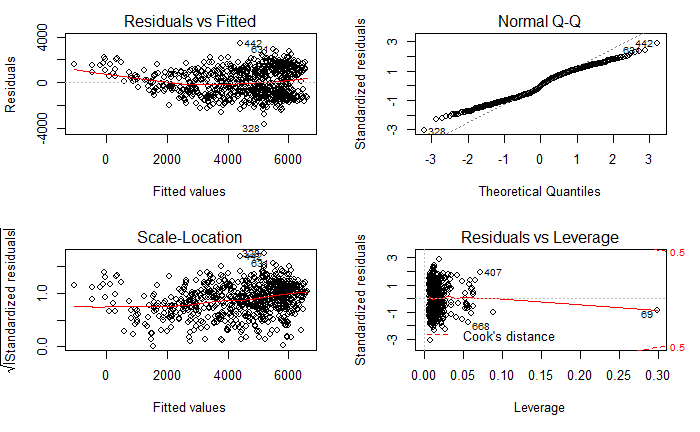 Residuals vs Fitted
Residuals
4000
0
-4000
442
631
328
0 2000 4000 6000
Fitted values
Normal Q-Q
Standardized residuals
3
1
-1
-3
442
328
-3 -2 -1 0 1 2 3
Theoretical Quantiles
Scale-Location
√|Standardized residuals|
1.0
0.0
328
0 2000 4000 6000
Fitted values
Residuals vs Leverage
Standardized residuals
3
1
-1
-3
407
668
69
0.5
0.5
Cook's distance
0.00 0.05 0.10 0.15 0.20 0.25 0.30
Leverage